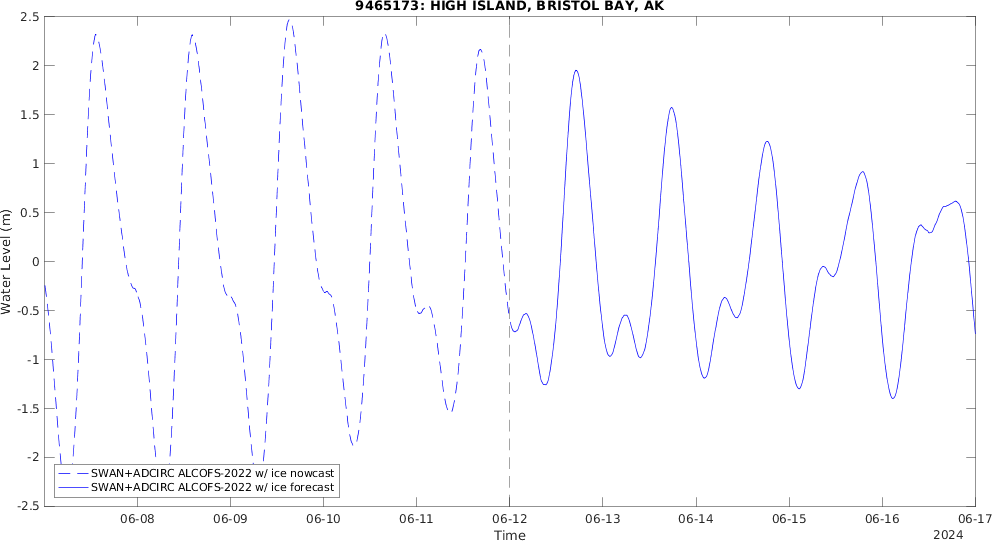 9465173: HIGH ISLAND, BRISTOL BAY, AK
2.5
2
1.5
1
0.5
0
-0.5
-1
-1.5
-2
-2.5
Water Level (m)
SWAN+ADCIRC ALCOFS-2022 w/ ice nowcast
SWAN+ADCIRC ALCOFS-2022 w/ ice forecast
06-08 06-09 06-10 06-11 06-12 06-13 06-14 06-15 06-16 06-17
Time
2024